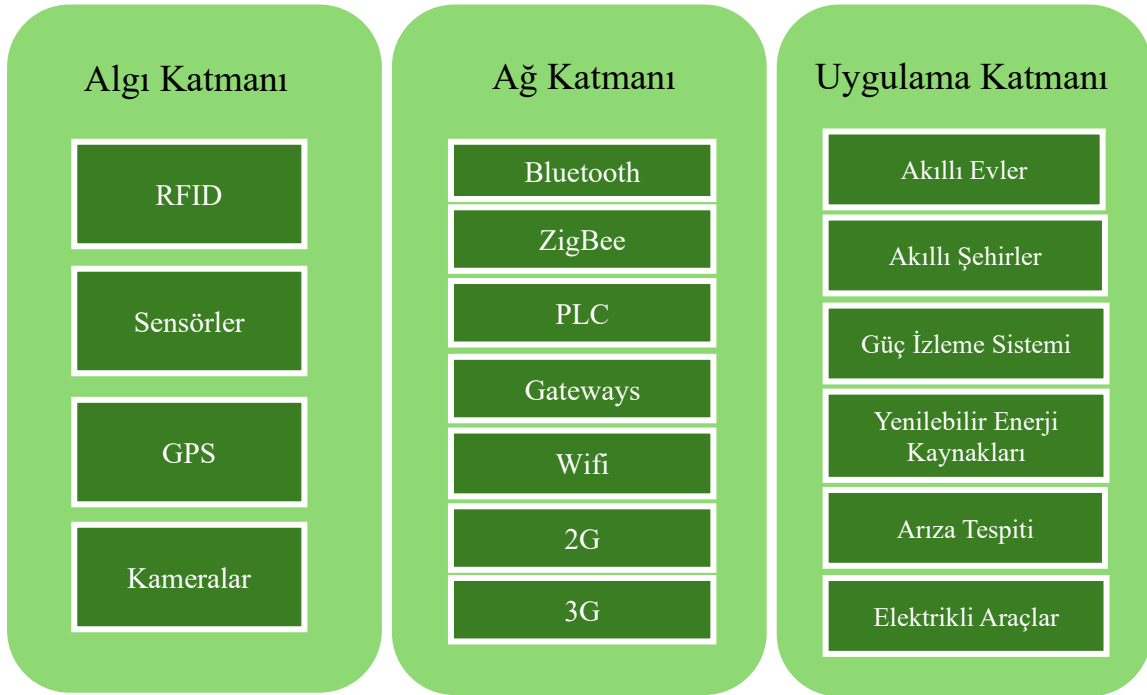 Algı Katmanı
RFID
Sensörler
GPS
Kameralar
Ağ Katmanı
Bluetooth
ZigBee
PLC
Gateways
Wifi
2G
3G
Uygulama Katmanı
Akıllı Evler
Akıllı Şehirler
Güç İzleme Sistemi
Yenilebilir Enerji
Kaynakları
Arıza Tespiti
Elektrikli Araçlar